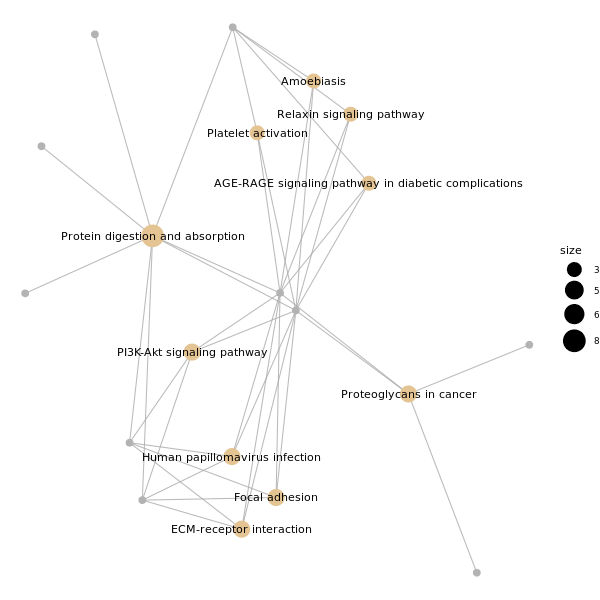 Amoebiasis
Relaxin signaling pathway
Platelet activation
AGE-RAGE signaling pathway in diabetic complications
Protein digestion and absorption
size
3
5
6
8
PI3K-Akt signaling pathway
Proteoglycans in cancer
Human papillomavirus infection
Focal adhesion
ECM-receptor interaction